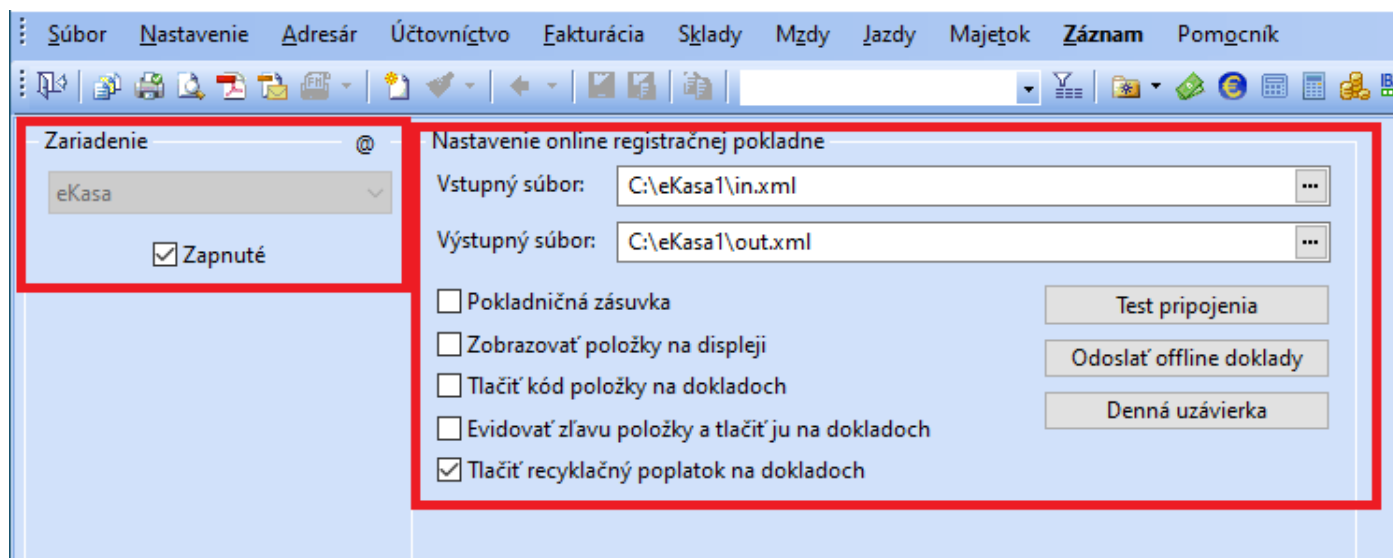 Súbor Nastavenie Adresár Účtovníctvo Fakturácia Sklady Mzdy Jazdy Majetok Záznam Pomocník
Zariadenie @
eKasa
Zapnuté
Nastavenie online registračnej pokladne
Vstupný súbor: C:\eKasa1\in.xml ...
Výstupný súbor: C:\eKasa1\out.xml ...
Pokladničná zásuvka
Zobrazovať položky na displeji
Tlačiť kód položky na dokladoch
Evidovať zľavu položky a tlačiť ju na dokladoch
Tlačiť recyklačný poplatok na dokladoch
Test pripojenia
Odoslať offline doklady
Denná uzávierka